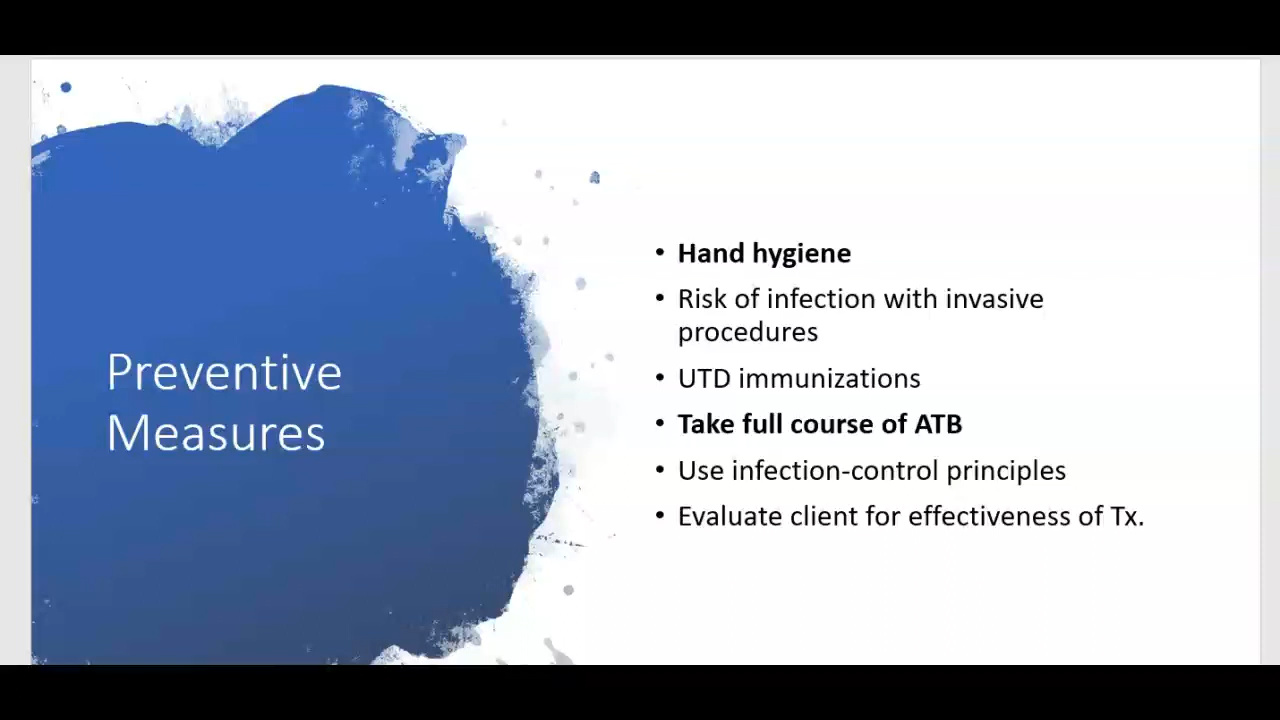 Preventive
Measures
• Hand hygiene
• Risk of infection with invasive
procedures
• UTD immunizations
• Take full course of ATB
• Use infection-control principles
• Evaluate client for effectiveness of Tx.